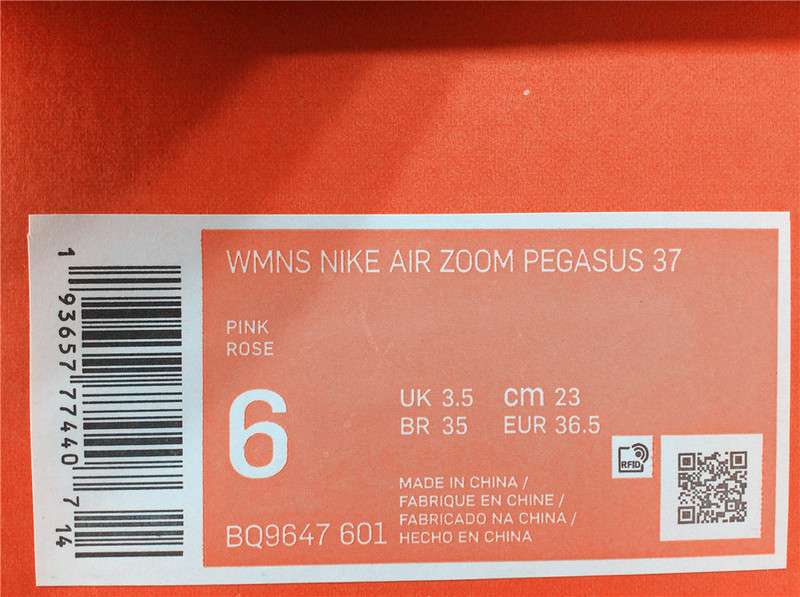 WMNS NIKE AIR ZOOM PEGASUS 37
PINK
ROSE
6
UK 3.5 cm 23
BR 35 EUR 36.5
RFID
MADE IN CHINA /
FABRIQUE EN CHINE /
FABRICADO NA CHINA /
HECHO EN CHINA
BQ9647 601
1 93657 77440 7 14